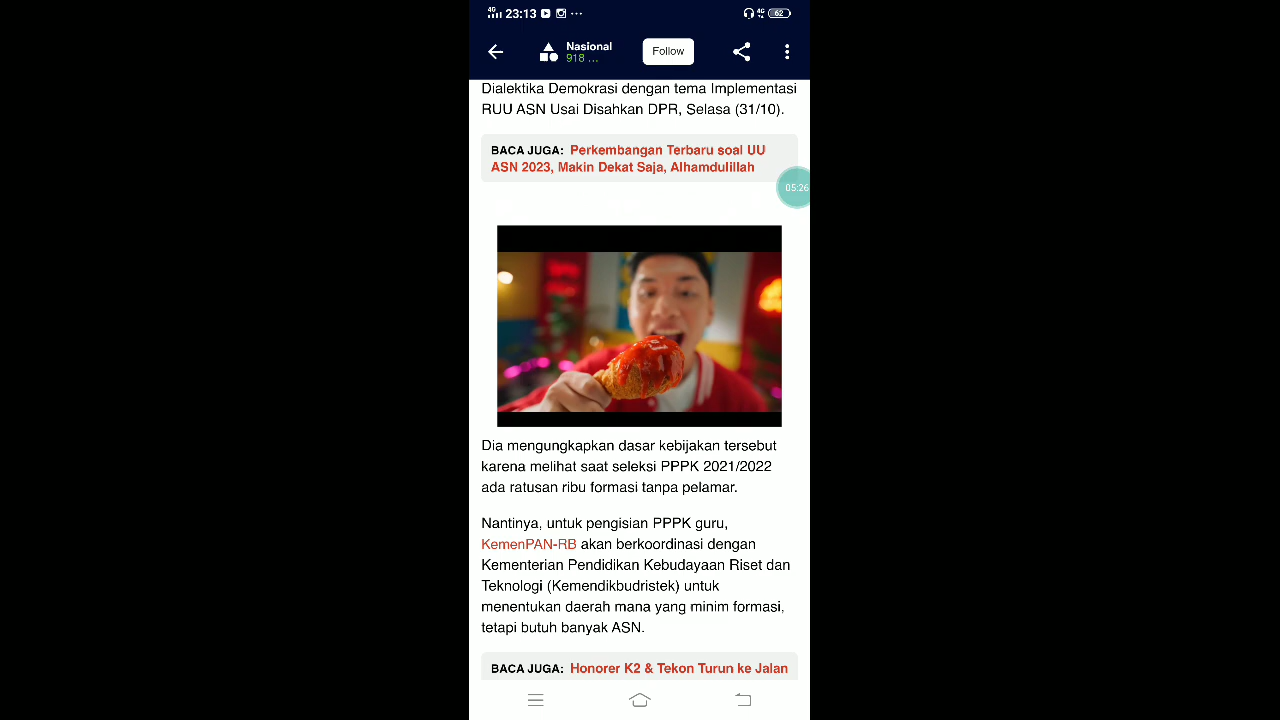 4G 23:13 4G 62
Nasional
918 ...
Follow
Dialektika Demokrasi dengan tema Implementasi
RUU ASN Usai Disahkan DPR, Selasa (31/10).
BACA JUGA: Perkembangan Terbaru soal UU
ASN 2023, Makin Dekat Saja, Alhamdulillah
05:26
Dia mengungkapkan dasar kebijakan tersebut
karena melihat saat seleksi PPPK 2021/2022
ada ratusan ribu formasi tanpa pelamar.
Nantinya, untuk pengisian PPPK guru,
KemenPAN-RB akan berkoordinasi dengan
Kementerian Pendidikan Kebudayaan Riset dan
Teknologi (Kemendikbudristek) untuk
menentukan daerah mana yang minim formasi,
tetapi butuh banyak ASN.
BACA JUGA: Honorer K2 & Tekon Turun ke Jalan